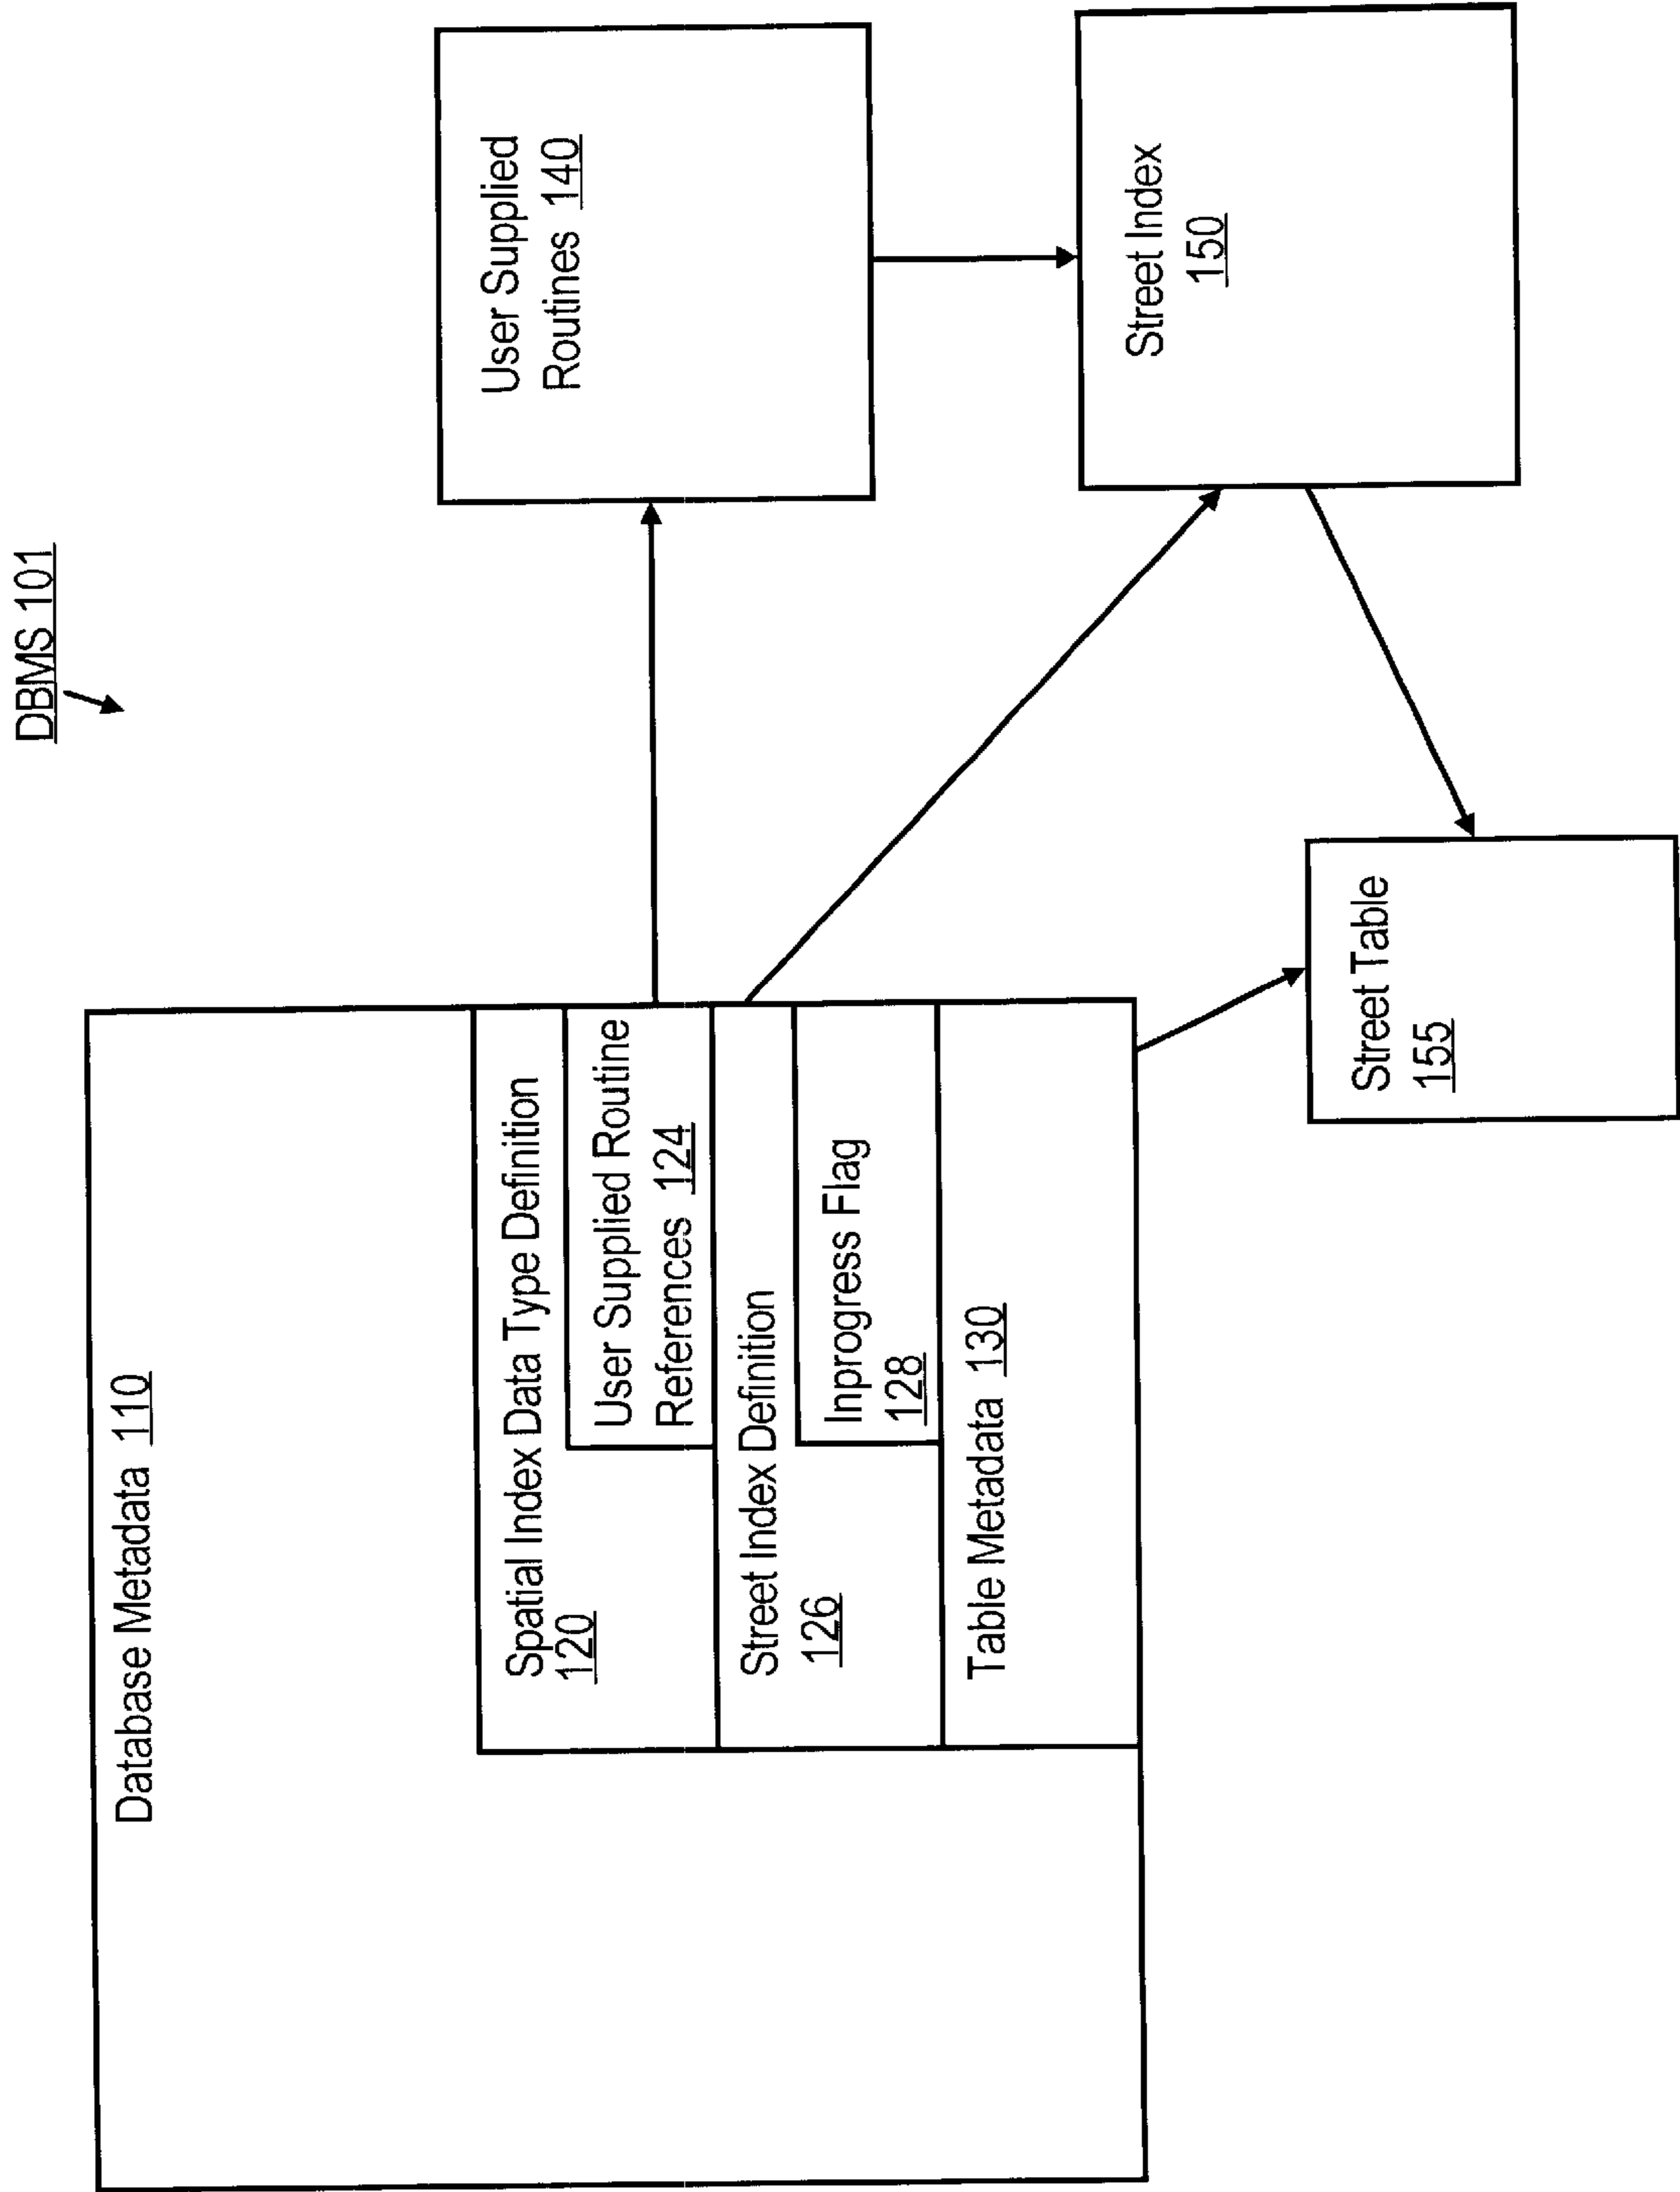 DBMS 101
Database Metadata 110
Spatial Index Data Type Definition
120
User Supplied Routine
References 124
Street Index Definition
126
Inprogress Flag
128
Table Metadata 130
User Supplied
Routines 140
Street Index
150
Street Table
155